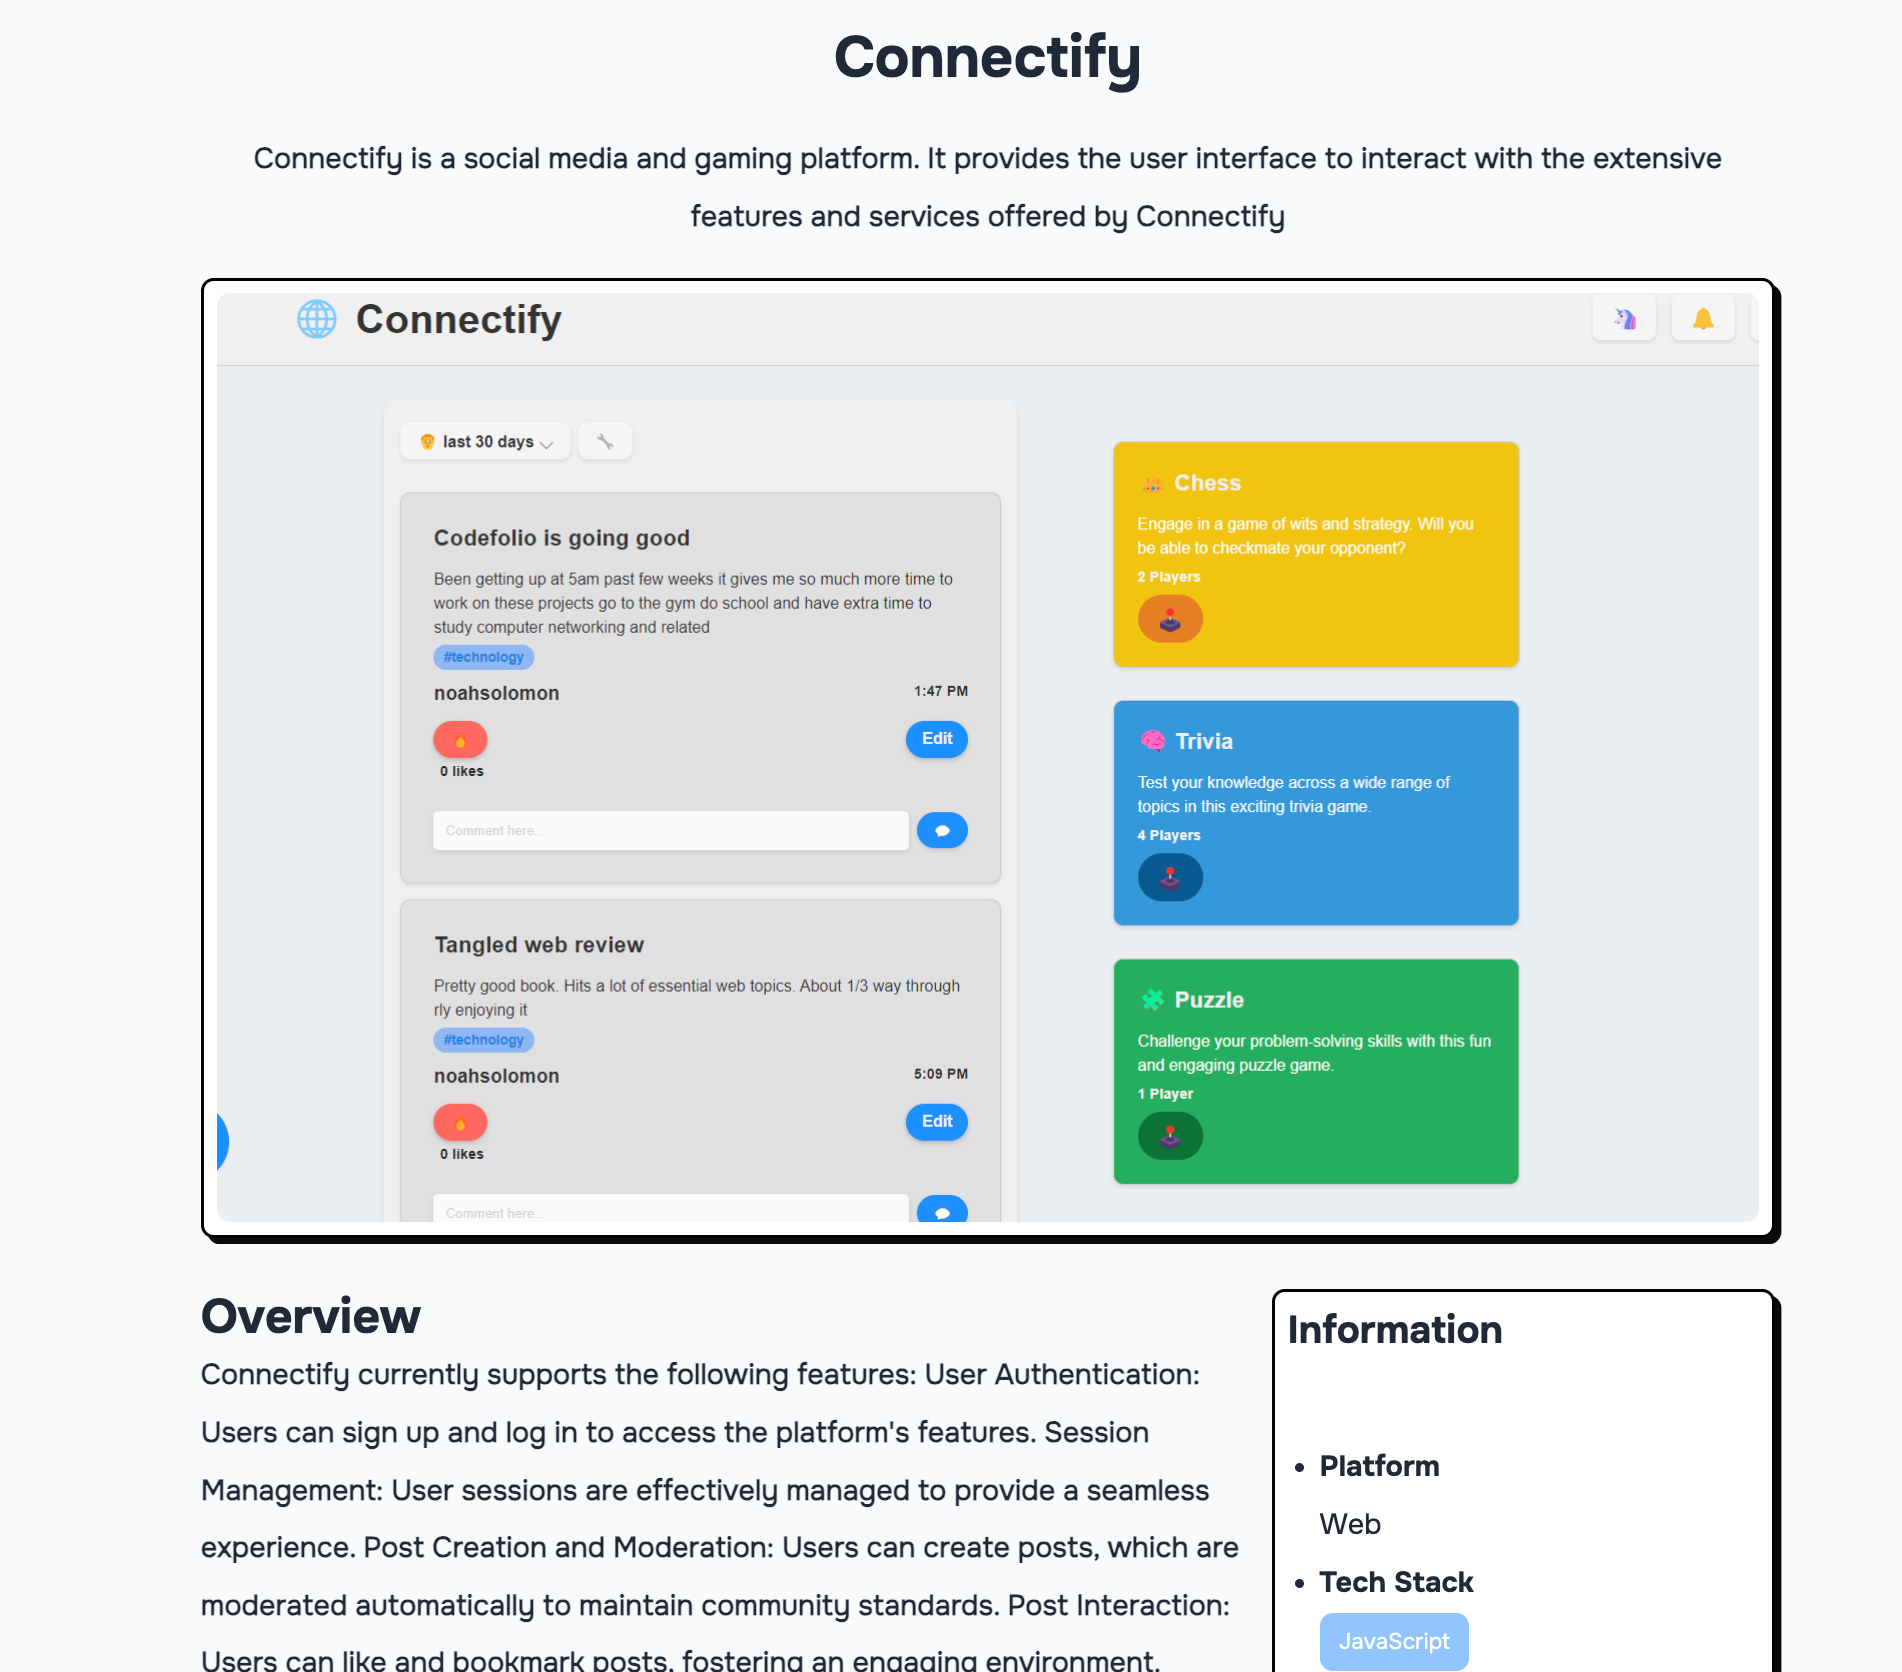 Connectify
Connectify is a social media and gaming platform. It provides the user interface to interact with the extensive
features and services offered by Connectify
Connectify
last 30 days
Codefolio is going good
Been getting up at 5am past few weeks it gives me so much more time to
work on these projects go to the gym do school and have extra time to
study computer networking and related
#technology
noahsolomon
1:47 PM
Edit
0 likes
Comment here...
Tangled web review
Pretty good book. Hits a lot of essential web topics. About 1/3 way through
rly enjoying it
#technology
noahsolomon
5:09 PM
Edit
0 likes
Comment here...
Chess
Engage in a game of wits and strategy. Will you
be able to checkmate your opponent?
2 Players
Trivia
Test your knowledge across a wide range of
topics in this exciting trivia game.
4 Players
Puzzle
Challenge your problem-solving skills with this fun
and engaging puzzle game.
1 Player
Overview
Connectify currently supports the following features: User Authentication:
Users can sign up and log in to access the platform's features. Session
Management: User sessions are effectively managed to provide a seamless
experience. Post Creation and Moderation: Users can create posts, which are
moderated automatically to maintain community standards. Post Interaction:
Users can like and bookmark posts, fostering an engaging environment.
Information
Platform
Web
Tech Stack
JavaScript